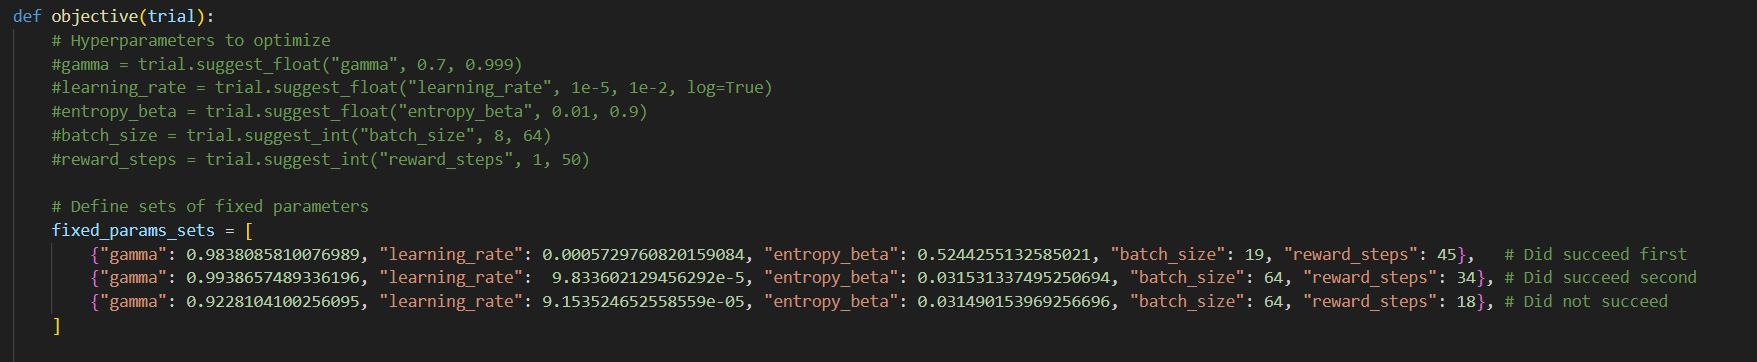 def objective(trial):
    # Hyperparameters to optimize
    #gamma = trial.suggest_float("gamma", 0.7, 0.999)
    #learning_rate = trial.suggest_float("learning_rate", 1e-5, 1e-2, log=True)
    #entropy_beta = trial.suggest_float("entropy_beta", 0.01, 0.9)
    #batch_size = trial.suggest_int("batch_size", 8, 64)
    #reward_steps = trial.suggest_int("reward_steps", 1, 50)
    # Define sets of fixed parameters
    fixed_params_sets = [
        {"gamma": 0.9838085810076989, "learning_rate": 0.0005729760820159084, "entropy_beta": 0.5244255132585021, "batch_size": 19, "reward_steps": 45},   # Did succeed first
        {"gamma": 0.9938657489336196, "learning_rate":  9.833602129456292e-5, "entropy_beta": 0.031531337495250694, "batch_size": 64, "reward_steps": 34}, # Did succeed second
        {"gamma": 0.9228104100256095, "learning_rate": 9.153524652558559e-05, "entropy_beta": 0.031490153969256696, "batch_size": 64, "reward_steps": 18}, # Did not succeed
    ]